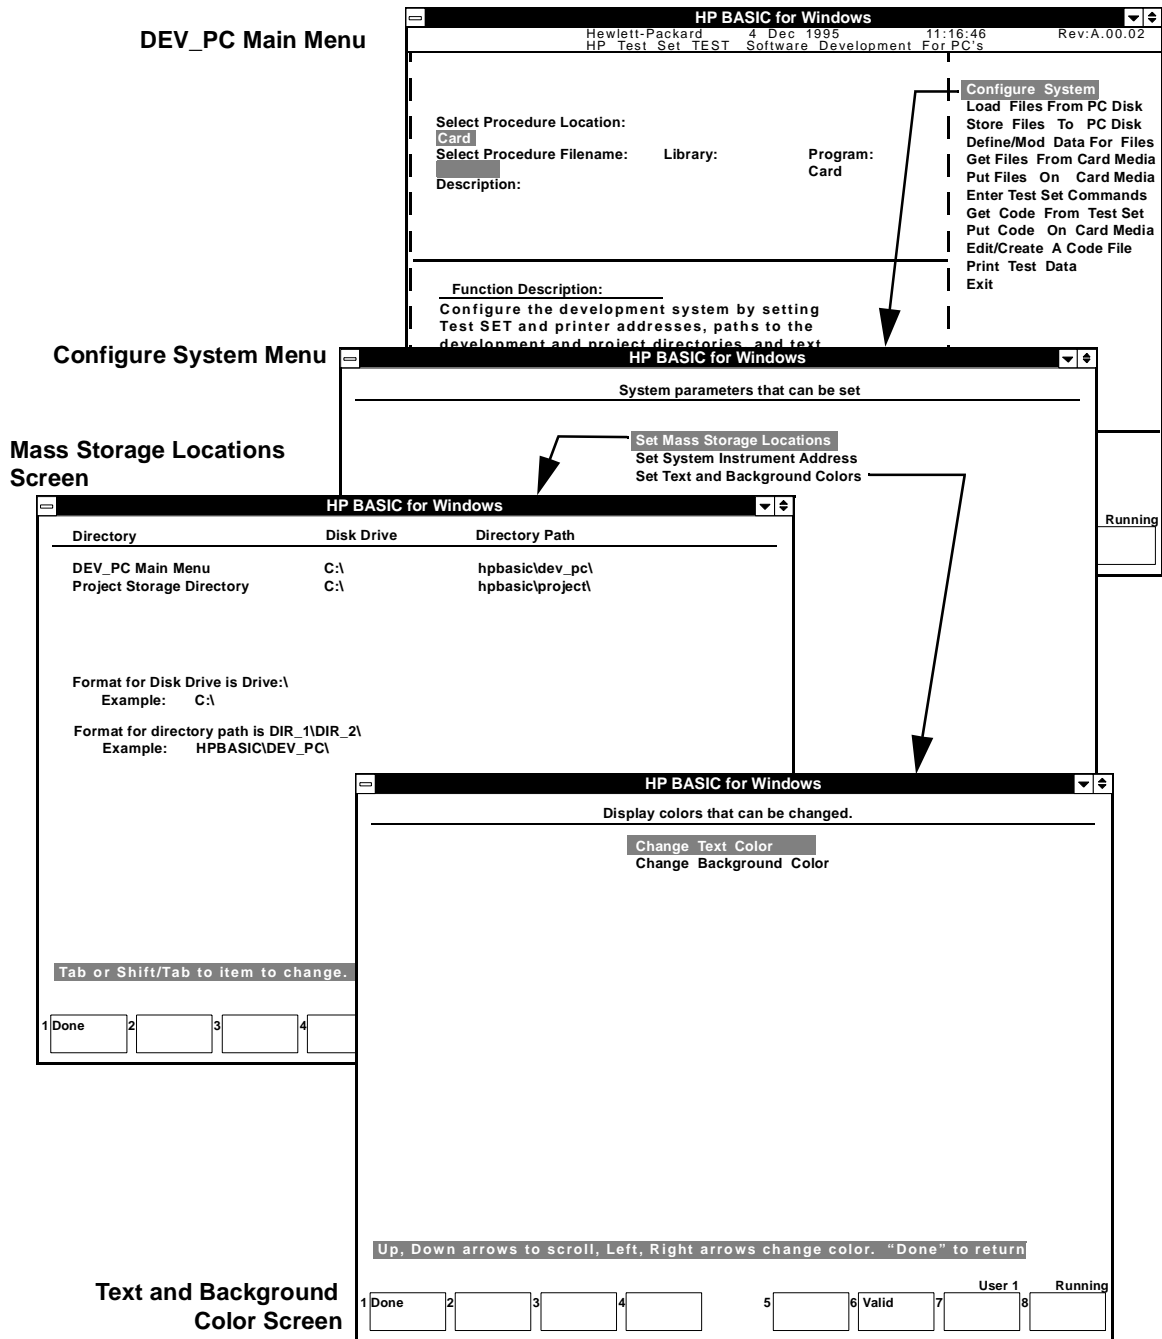 DEV_PC Main Menu
HP BASIC for Windows
Hewlett-Packard 4 Dec 1995 11:16:46 Rev:A.00.02
HP Test Set TEST Software Development For PC's
Select Procedure Location:
Card
Select Procedure Filename: Library: Program:
Card
Description:
Configure System
Load Files From PC Disk
Store Files To PC Disk
Define/Mod Data For Files
Get Files From Card Media
Put Files On Card Media
Enter Test Set Commands
Get Code From Test Set
Put Code On Card Media
Edit/Create A Code File
Print Test Data
Exit
Function Description:
Configure the development system by setting
Test SET and printer addresses, paths to the
development and project directories, and text
Running
Configure System Menu
HP BASIC for Windows
System parameters that can be set
Set Mass Storage Locations
Set System Instrument Address
Set Text and Background Colors
Mass Storage Locations
Screen
HP BASIC for Windows
Directory Disk Drive Directory Path
DEV_PC Main Menu C:\ hpbasic\dev_pc\
Project Storage Directory C:\ hpbasic\project\
Format for Disk Drive is Drive:\
Example: C:\
Format for directory path is DIR_1\DIR_2\
Example: HPBASIC\DEV_PC\
Tab or Shift/Tab to item to change.
1 Done 2 3 4
HP BASIC for Windows
Display colors that can be changed.
Change Text Color
Change Background Color
Up, Down arrows to scroll, Left, Right arrows change color. “Done” to return
User 1 Running
1 Done 2 3 4 5 6 Valid 7 8
Text and Background
Color Screen